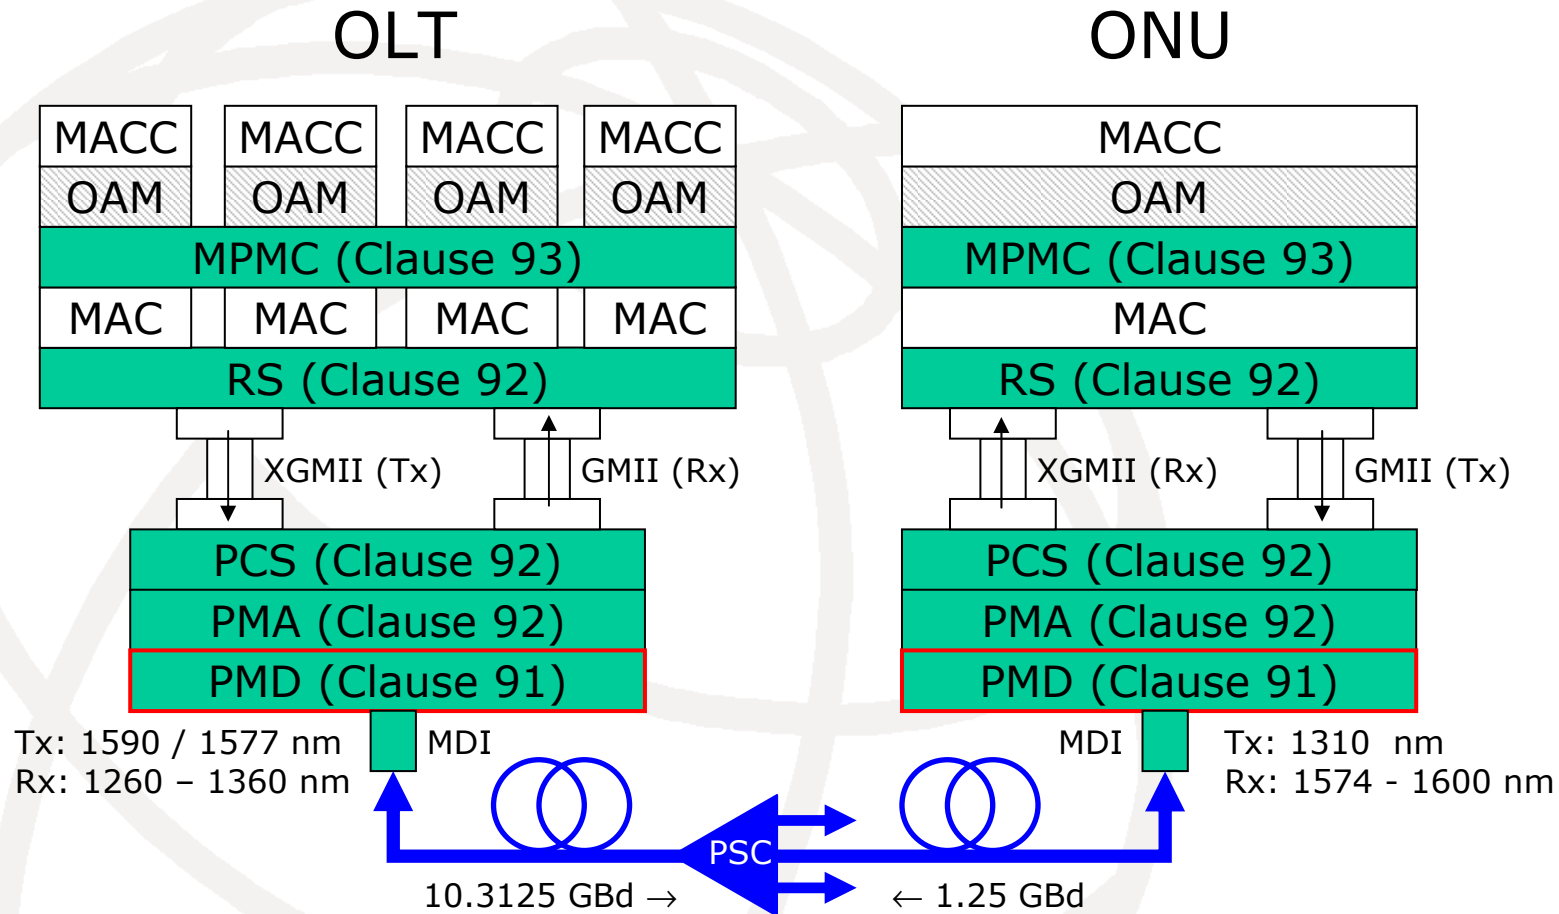 OLT
ONU
MACC MACC MACC MACC
OAM OAM OAM OAM
MPMC (Clause 93)
MAC MAC MAC MAC
RS (Clause 92)
XGMII (Tx)
GMII (Rx)
PCS (Clause 92)
PMA (Clause 92)
PMD (Clause 91)
Tx: 1590 / 1577 nm
Rx: 1260 – 1360 nm
MDI
MACC
OAM
MPMC (Clause 93)
MAC
RS (Clause 92)
XGMII (Rx)
GMII (Tx)
PCS (Clause 92)
PMA (Clause 92)
PMD (Clause 91)
MDI
Tx: 1310 nm
Rx: 1574 - 1600 nm
PSC
10.3125 GBd →
← 1.25 GBd